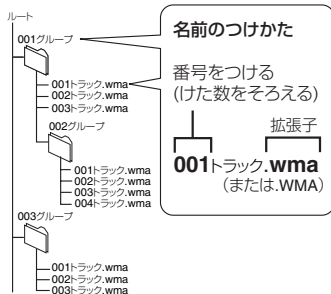 ルート
001グループ
001トラック.wma
002トラック.wma
003トラック.wma
002グループ
001トラック.wma
002トラック.wma
003トラック.wma
004トラック.wma
003グループ
001トラック.wma
002トラック.wma
003トラック.wma
名前のつけかた
番号をつける
(けた数をそろえる)
拡張子
001トラック.wma
(または.WMA)